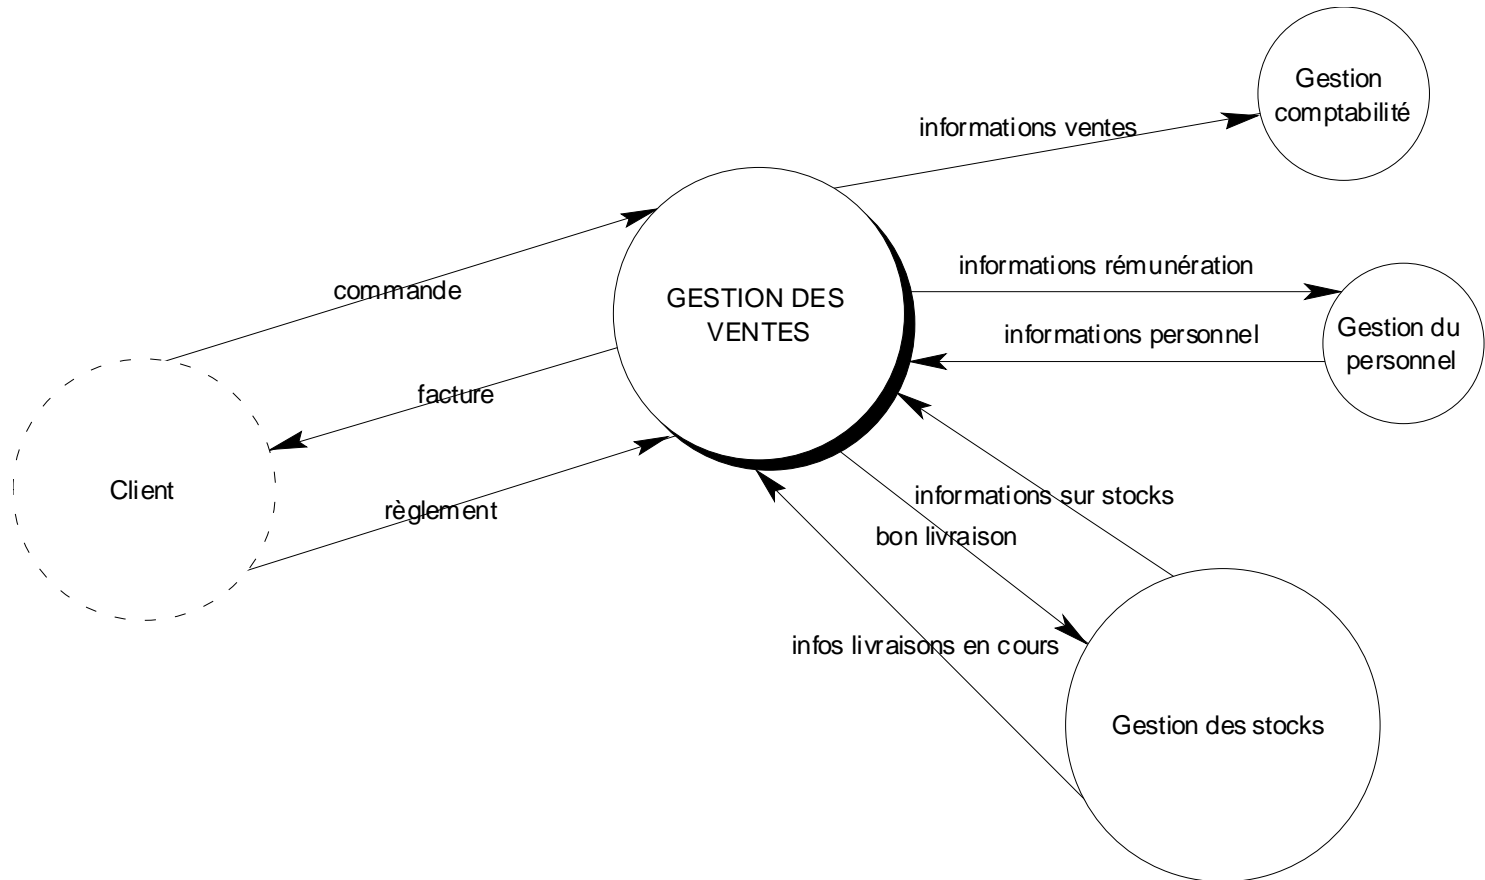 Gestion
comptabilité
informations ventes
informations rémunération
GESTION DES
VENTES
commande
informations personnel
Gestion du
personnel
facture
Client
informations sur stocks
règlement
bon livraison
infos livraisons en cours
Gestion des stocks